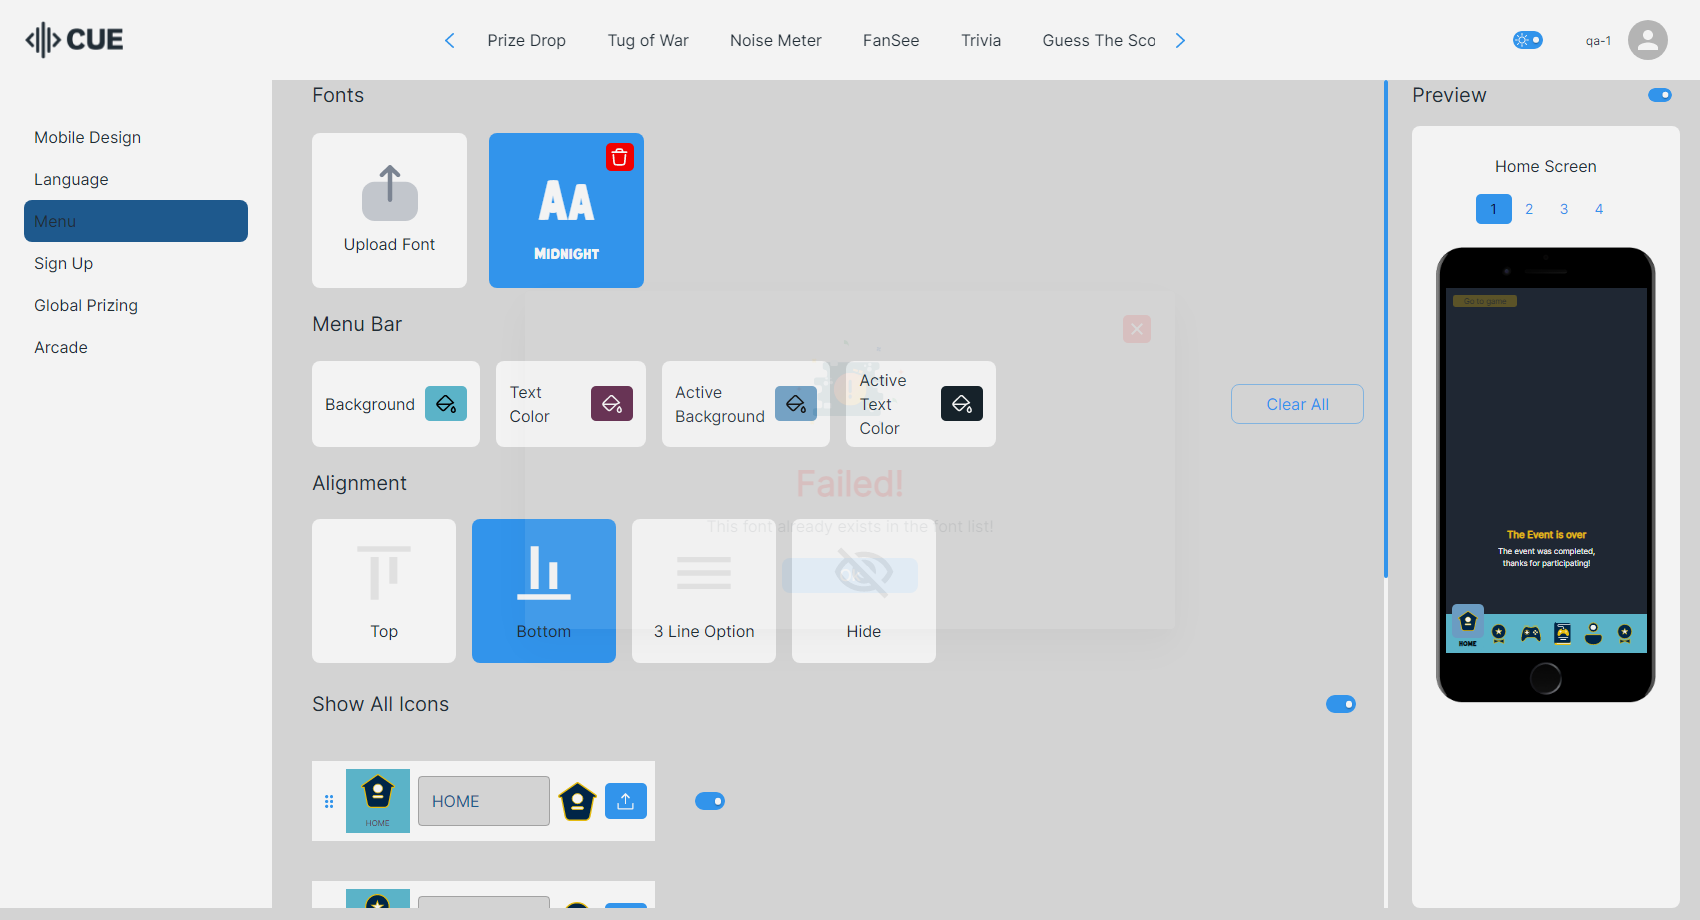 CUE
Prize Drop
Tug of War
Noise Meter
FanSee
Trivia
Guess The Sco
qa-1
Mobile Design
Language
Menu
Sign Up
Global Prizing
Arcade
Fonts
Upload Font
AA
MIDNIGHT
Menu Bar
Background
Text
Color
Active
Background
Active
Text
Color
Clear All
Failed!
This font already exists in the font list!
Alignment
Top
Bottom
3 Line Option
Hide
Show All Icons
HOME
HOME
Preview
Home Screen
1 2 3 4
Go to game
The Event is over
The event was completed,
thanks for participating!
HOME